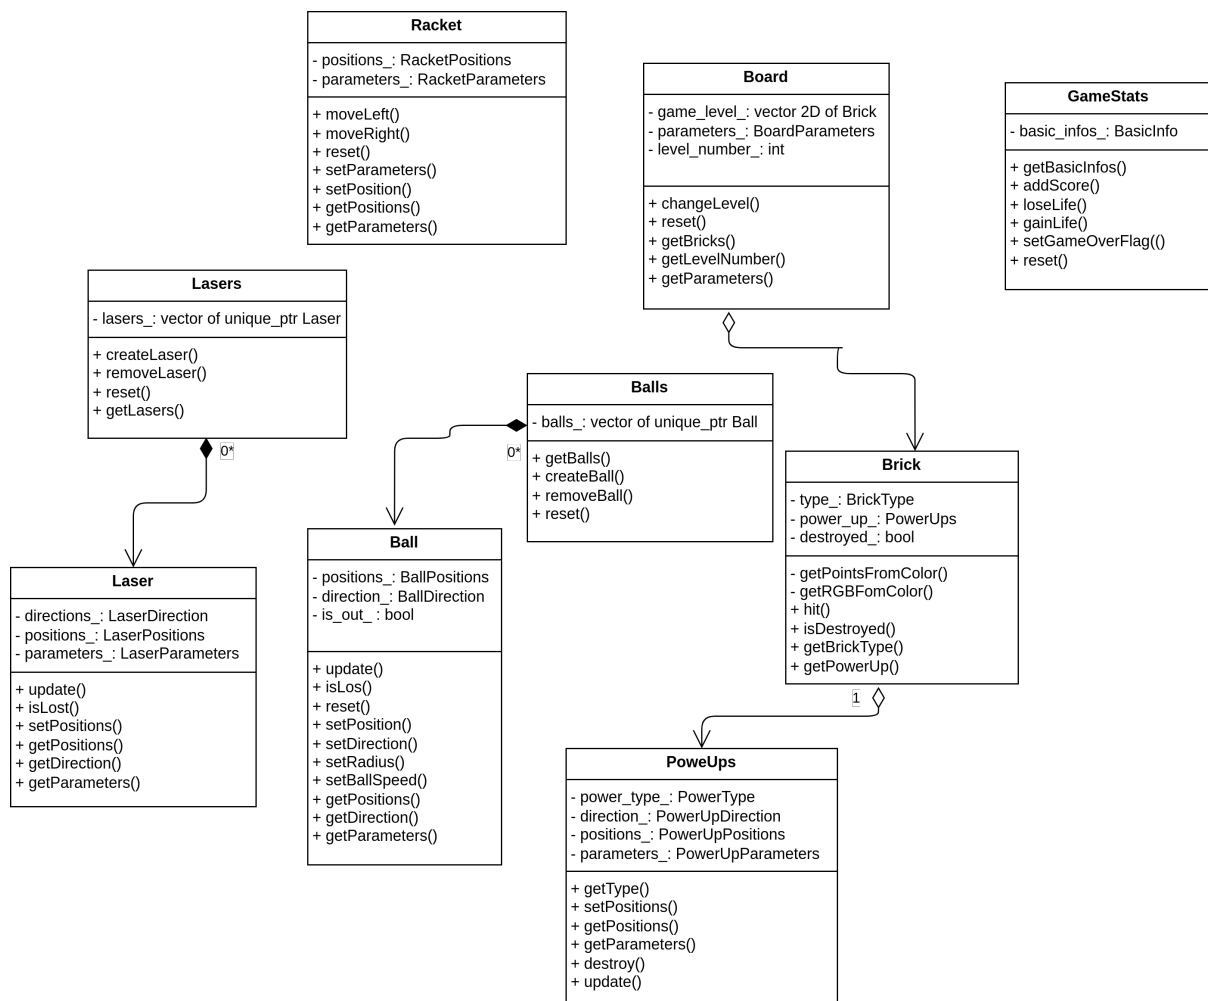 Racket
- positions_: RacketPositions
- parameters_: RacketParameters
+ moveLeft()
+ moveRight()
+ reset()
+ setParameters()
+ setPosition()
+ getPositions()
+ getParameters()
Board
- game_level_: vector 2D of Brick
- parameters_: BoardParameters
- level_number_: int
+ changeLevel()
+ reset()
+ getBricks()
+ getLevelNumber()
+ getParameters()
GameStats
- basic_infos_: BasicInfo
+ getBasicInfos()
+ addScore()
+ loseLife()
+ gainLife()
+ setGameOverFlag(()
+ reset()
Lasers
- lasers_: vector of unique_ptr Laser
+ createLaser()
+ removeLaser()
+ reset()
+ getLasers()
0*
Balls
- balls_: vector of unique_ptr Ball
+ getBalls()
+ createBall()
+ removeBall()
+ reset()
0*
Brick
- type_: BrickType
- power_up_: PowerUps
- destroyed_: bool
- getPointsFromColor()
- getRGBFomColor()
+ hit()
+ isDestroyed()
+ getBrickType()
+ getPowerUp()
1
Laser
- directions_: LaserDirection
- positions_: LaserPositions
- parameters_: LaserParameters
+ update()
+ isLost()
+ setPositions()
+ getPositions()
+ getDirection()
+ getParameters()
Ball
- positions_: BallPositions
- direction_: BallDirection
- is_out_ : bool
+ update()
+ isLos()
+ reset()
+ setPosition()
+ setDirection()
+ setRadius()
+ setBallSpeed()
+ getPositions()
+ getDirection()
+ getParameters()
PoweUps
- power_type_: PowerType
- direction_: PowerUpDirection
- positions_: PowerUpPositions
- parameters_: PowerUpParameters
+ getType()
+ setPositions()
+ getPositions()
+ getParameters()
+ destroy()
+ update()